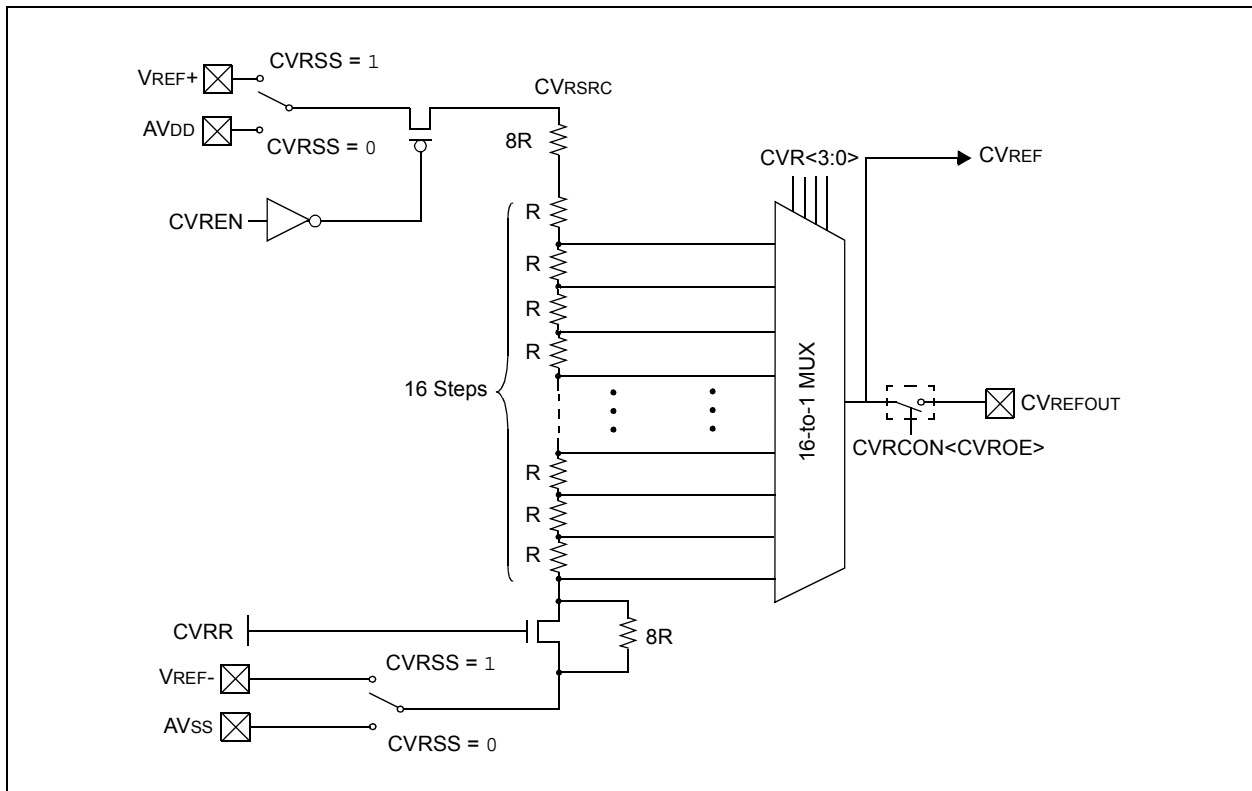 VREF+
CVRSS = 1
AVDD
CVRSS = 0
CVREN
CVRSRC
8R
R
R
R
R
16 Steps
R
R
R
CVR<3:0>
16-to-1 MUX
CVREF
CVREFOUT
CVRCON<CVROE>
CVRR
8R
VREF-
CVRSS = 1
AVSS
CVRSS = 0